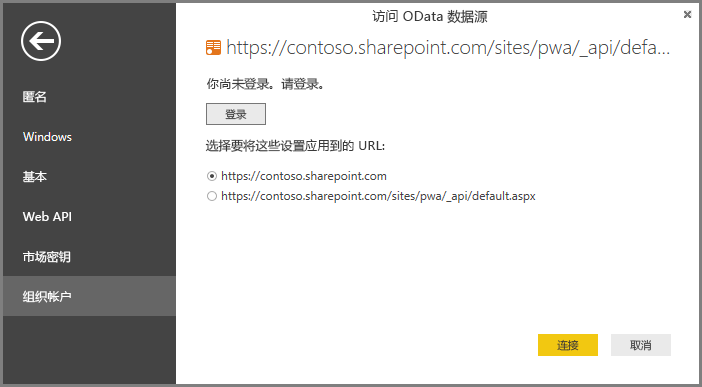 访问 OData 数据源
https://contoso.sharepoint.com/sites/pwa/_api/defa...
你尚未登录。请登录。
登录
选择要将这些设置应用到的 URL:
https://contoso.sharepoint.com
https://contoso.sharepoint.com/sites/pwa/_api/default.aspx
匿名
Windows
基本
Web API
市场密钥
组织帐户
连接
取消